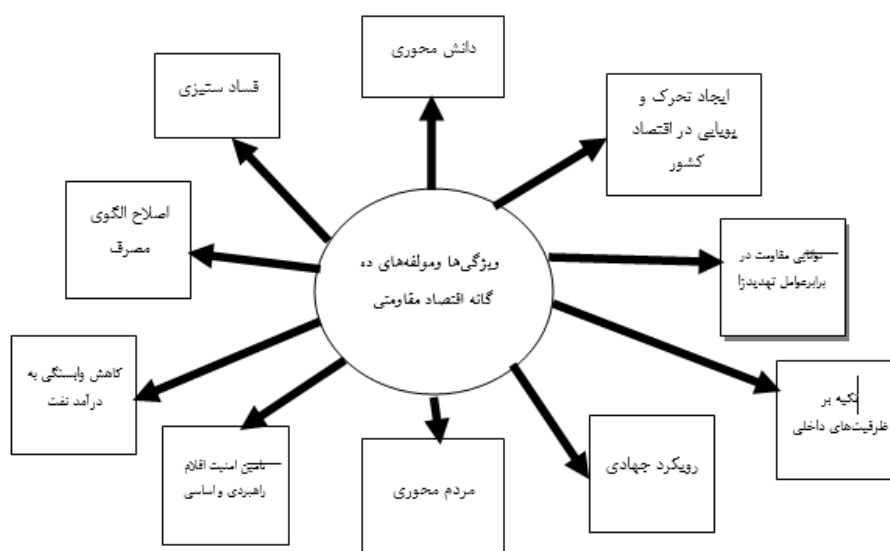 دانش محوری
قساد ستیزی
ایجاد تحرک و
پویایی در اقتصاد
کشور
اصلاح الگوی
مصرف
ویژگی‌ها ومولفه‌های ده
گانه اقتصاد مقاومتی
توانایی مقاومت در
برابرعوامل تهدیدزا
کاهش وابستگی به
درآمد نفت
تکیه بر
ظرفیت‌های داخلی
تامین امنیت اقلام
راهبردی و اساسی
مردم محوری
رویکرد جهادی